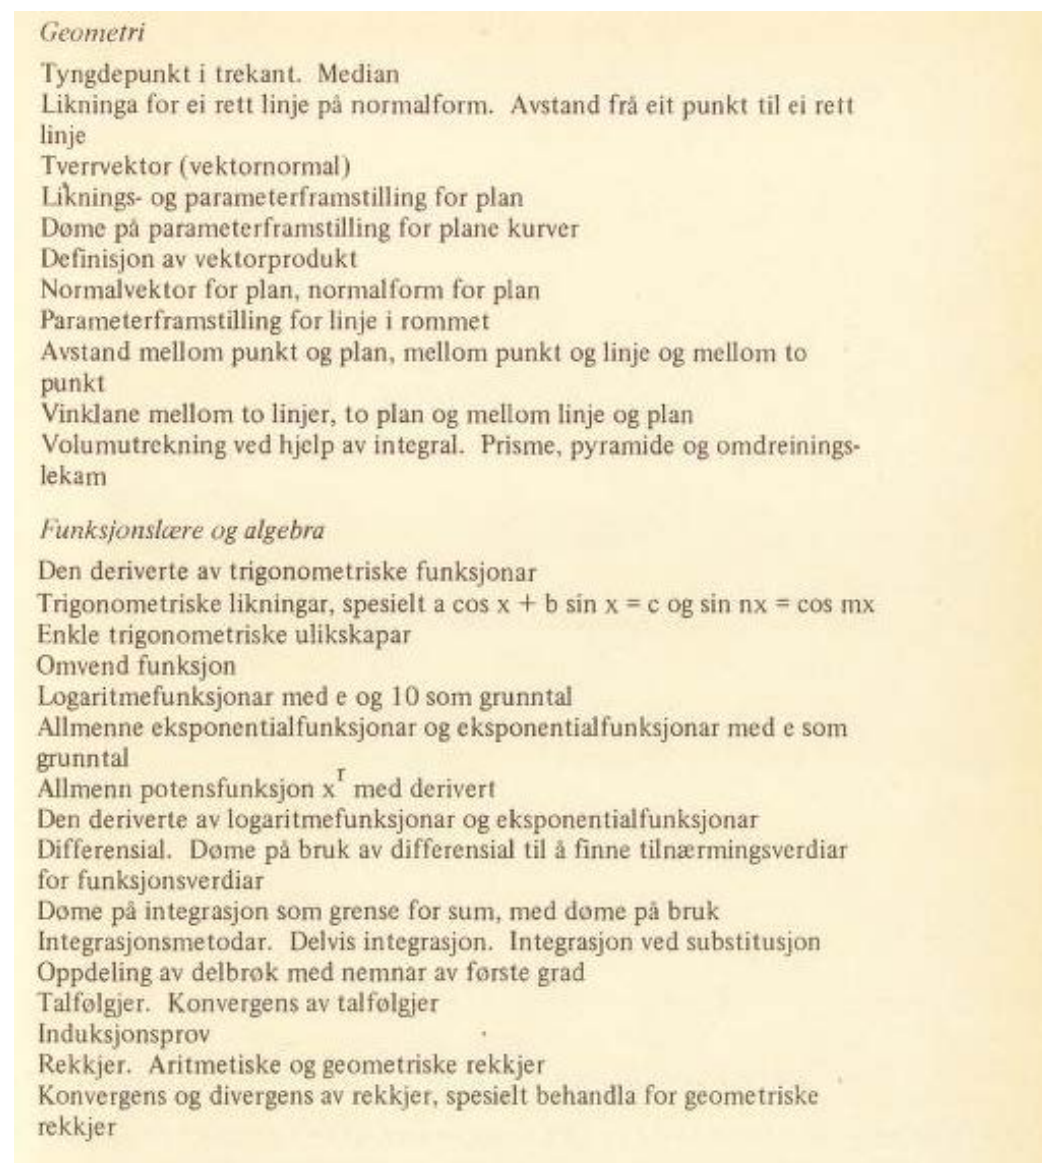 Geometri
Tyngdepunkt i trekant. Median
Likninga for ei rett linje på normalform. Avstand frå eit punkt til ei rett
linje
Tverrvektor (vektornormal)
Liknings- og parameterframstilling for plan
Døme på parameterframstilling for plane kurver
Definisjon av vektorprodukt
Normalvektor for plan, normalform for plan
Parameterframstilling for linje i rommet
Avstand mellom punkt og plan, mellom punkt og linje og mellom to
punkt
Vinklane mellom to linjer, to plan og mellom linje og plan
Volumutrekning ved hjelp av integral. Prisme, pyramide og omdreinings-
lekam
Funksjonslære og algebra
Den deriverte av trigonometriske funksjonar
Trigonometriske likningar, spesielt a cos x + b sin x = c og sin nx = cos mx
Enkle trigonometriske ulikskapar
Omvend funksjon
Logaritmefunksjonar med e og 10 som grunntal
Allmenne eksponentialfunksjonar og eksponentialfunksjonar med e som
grunntal
Allmenn potensfunksjon x^r med derivert
Den deriverte av logaritmefunksjonar og eksponentialfunksjonar
Differensial. Døme på bruk av differensial til å finne tilnærmingsverdiar
for funksjonsverdiar
Døme på integrasjon som grense for sum, med døme på bruk
Integrasjonsmetodar. Delvis integrasjon. Integrasjon ved substitusjon
Oppdeling av delbrøk med nemnar av første grad
Talfølgjer. Konvergens av talfølgjer
Induksjonsprov
Rekkjer. Aritmetiske og geometriske rekkjer
Konvergens og divergens av rekkjer, spesielt behandla for geometriske
rekkjer